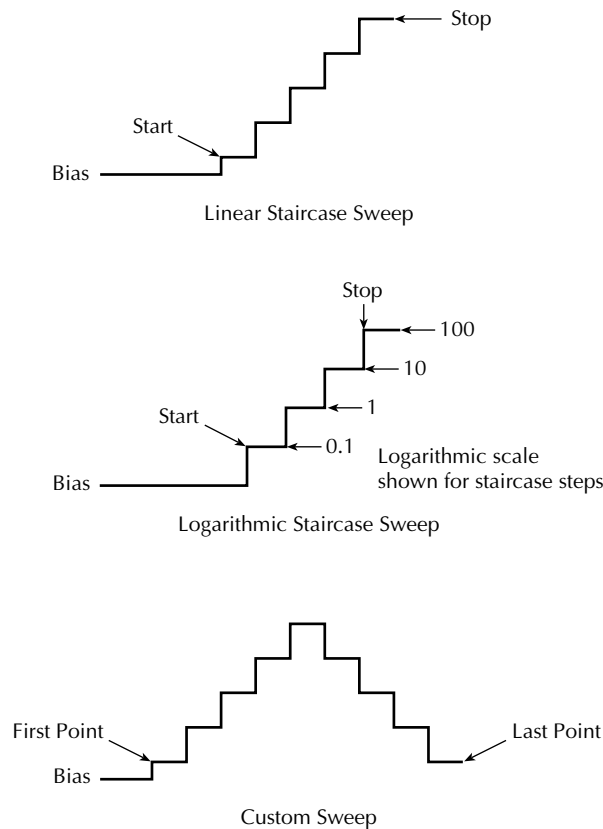 Stop
Start
Bias
Linear Staircase Sweep
Stop
100
10
1
Start
0.1
Logarithmic scale
shown for staircase steps
Bias
Logarithmic Staircase Sweep
First Point
Last Point
Bias
Custom Sweep